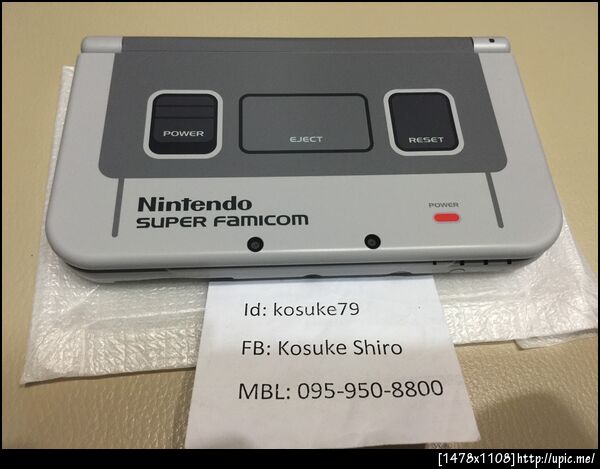 POWER
EJECT
RESET
Nintendo
SUPER FAMICOM
POWER
Id: kosuke79
FB: Kosuke Shiro
MBL: 095-950-8800
[1478x1108]http://upic.me/